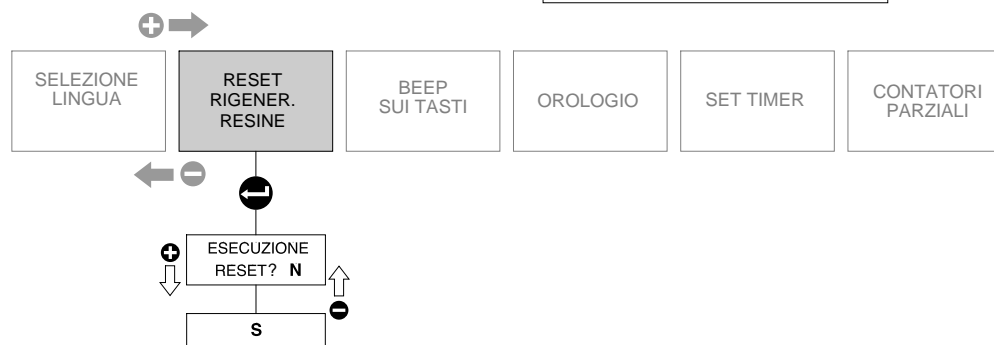 SELEZIONE
LINGUA
RESET
RIGENER.
RESINE
BEEP
SUI TASTI
OROLOGIO
SET TIMER
CONTATORI
PARZIALI
ESECUZIONE
RESET? N
S